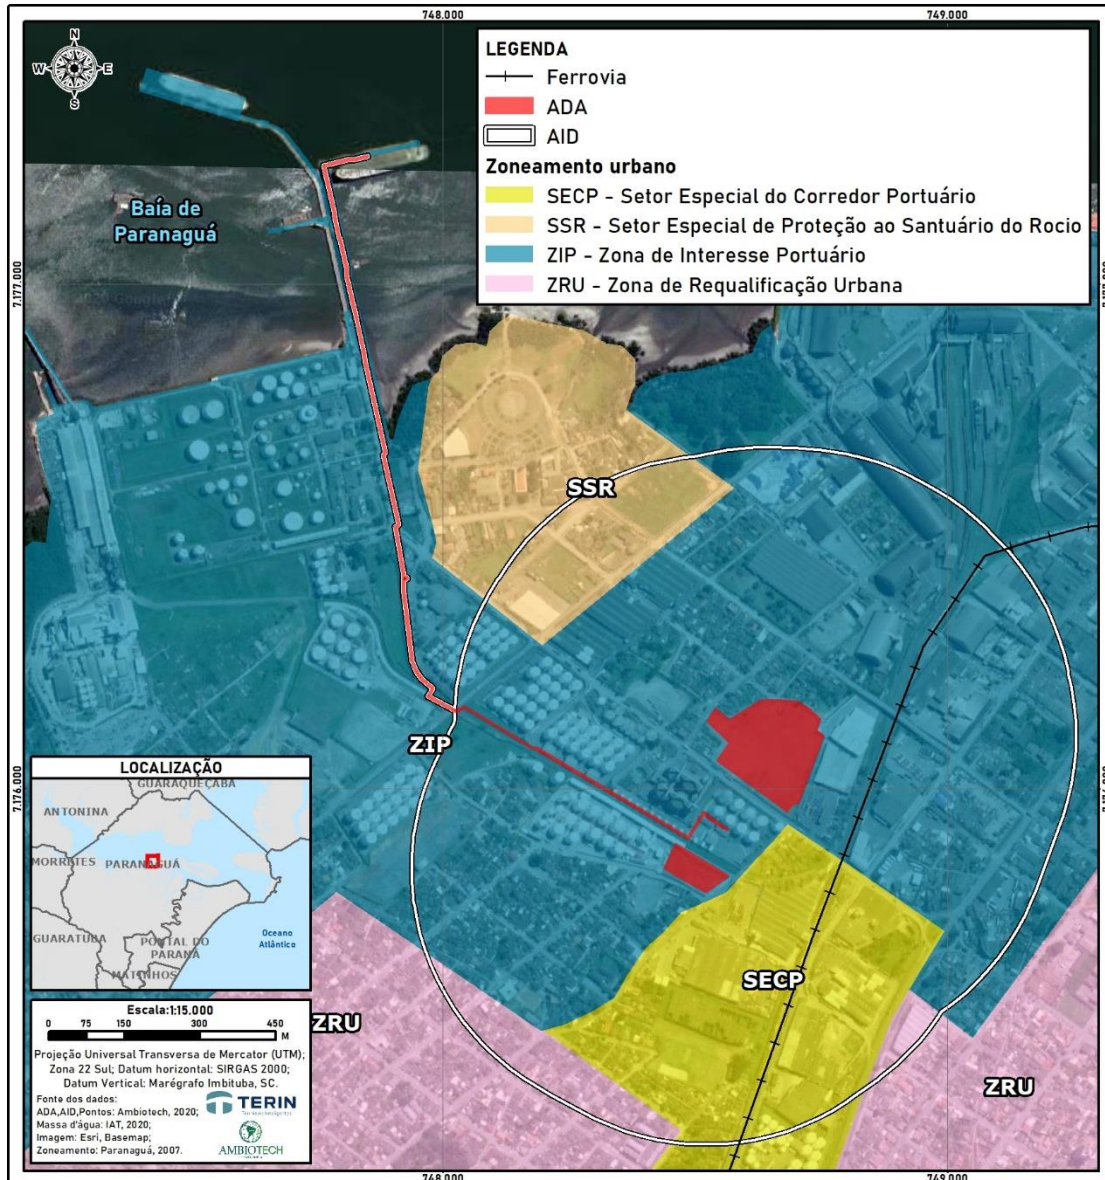 748.000
749.000
N
W
E
S
LEGENDA
Ferrovia
ADA
AID
Zoneamento urbano
SECP - Setor Especial do Corredor Portuário
SSR - Setor Especial de Proteção ao Santuário do Rocio
ZIP - Zona de Interesse Portuário
ZRU - Zona de Requalificação Urbana
Baía de
Paranaguá
7.177.000
SSR
ZIP
7.176.000
SECP
ZRU
ZRU
LOCALIZAÇÃO
GUARAQUEÇABA
ANTONINA
MORRETES
PARANAGUÁ
GUARATUBA
PONTAL DO
PARANÁ
MATINHOS
Oceano
Atlântico
Escala:1:15.000
0 75 150 300 450
M
Projeção Universal Transversa de Mercator (UTM);
Zona 22 Sul; Datum horizontal: SIRGAS 2000;
Datum Vertical: Marégrafo Imbituba, SC.
Fonte dos dados:
ADA,AID,Pontos: Ambiotech, 2020;
Massa d'água: IAT, 2020;
Imagem: Esri, Basemap;
Zoneamento: Paranaguá, 2007.
TERIN
AMBIOTECH
748.000
749.000